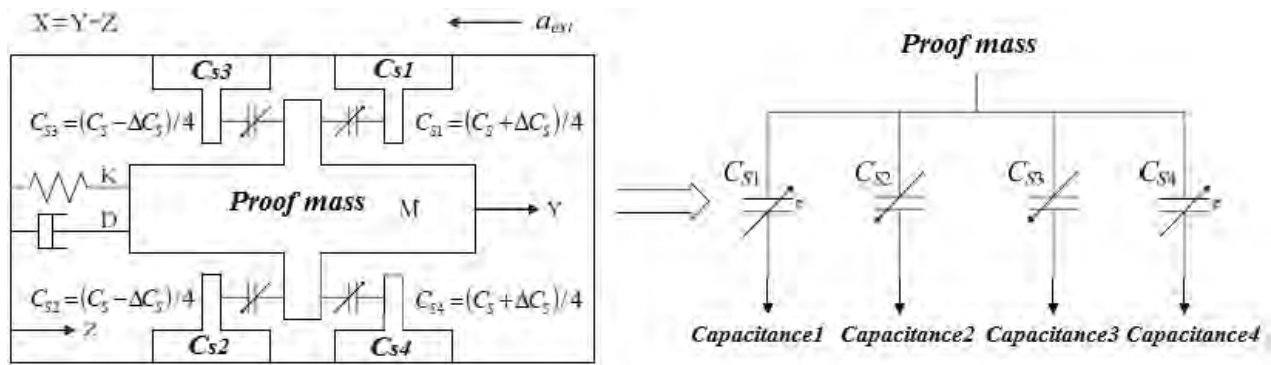 X=Y-Z
a_ext
Cs3
Cs1
C_S3=(C_S-ΔC_S)/4
C_S1=(C_S+ΔC_S)/4
K
Proof mass M
Y
D
C_S2=(C_S-ΔC_S)/4
C_S4=(C_S+ΔC_S)/4
Z
Cs2
Cs4
Proof mass
C_S1
C_S2
C_S3
C_S4
e
e
Capacitance1
Capacitance2
Capacitance3
Capacitance4